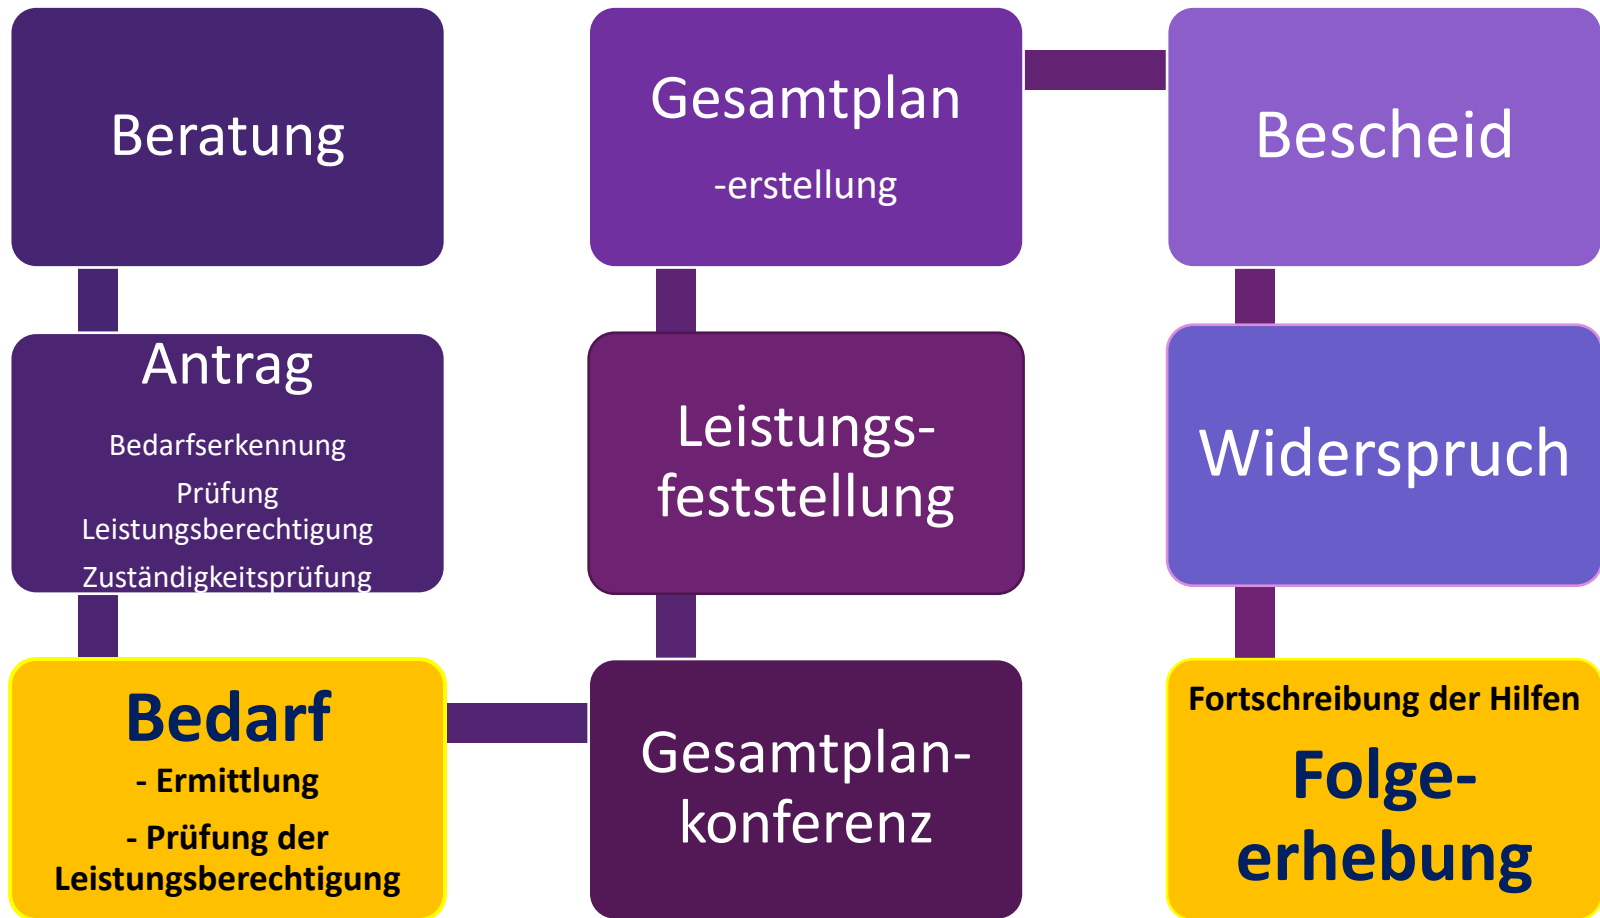 Beratung
Antrag
Bedarfserkennung
Prüfung
Leistungsberechtigung
Zuständigkeitsprüfung
Bedarf
- Ermittlung
- Prüfung der
Leistungsberechtigung
Gesamtplan-
konferenz
Leistungs-
feststellung
Gesamtplan
-erstellung
Bescheid
Widerspruch
Fortschreibung der Hilfen
Folge-
erhebung